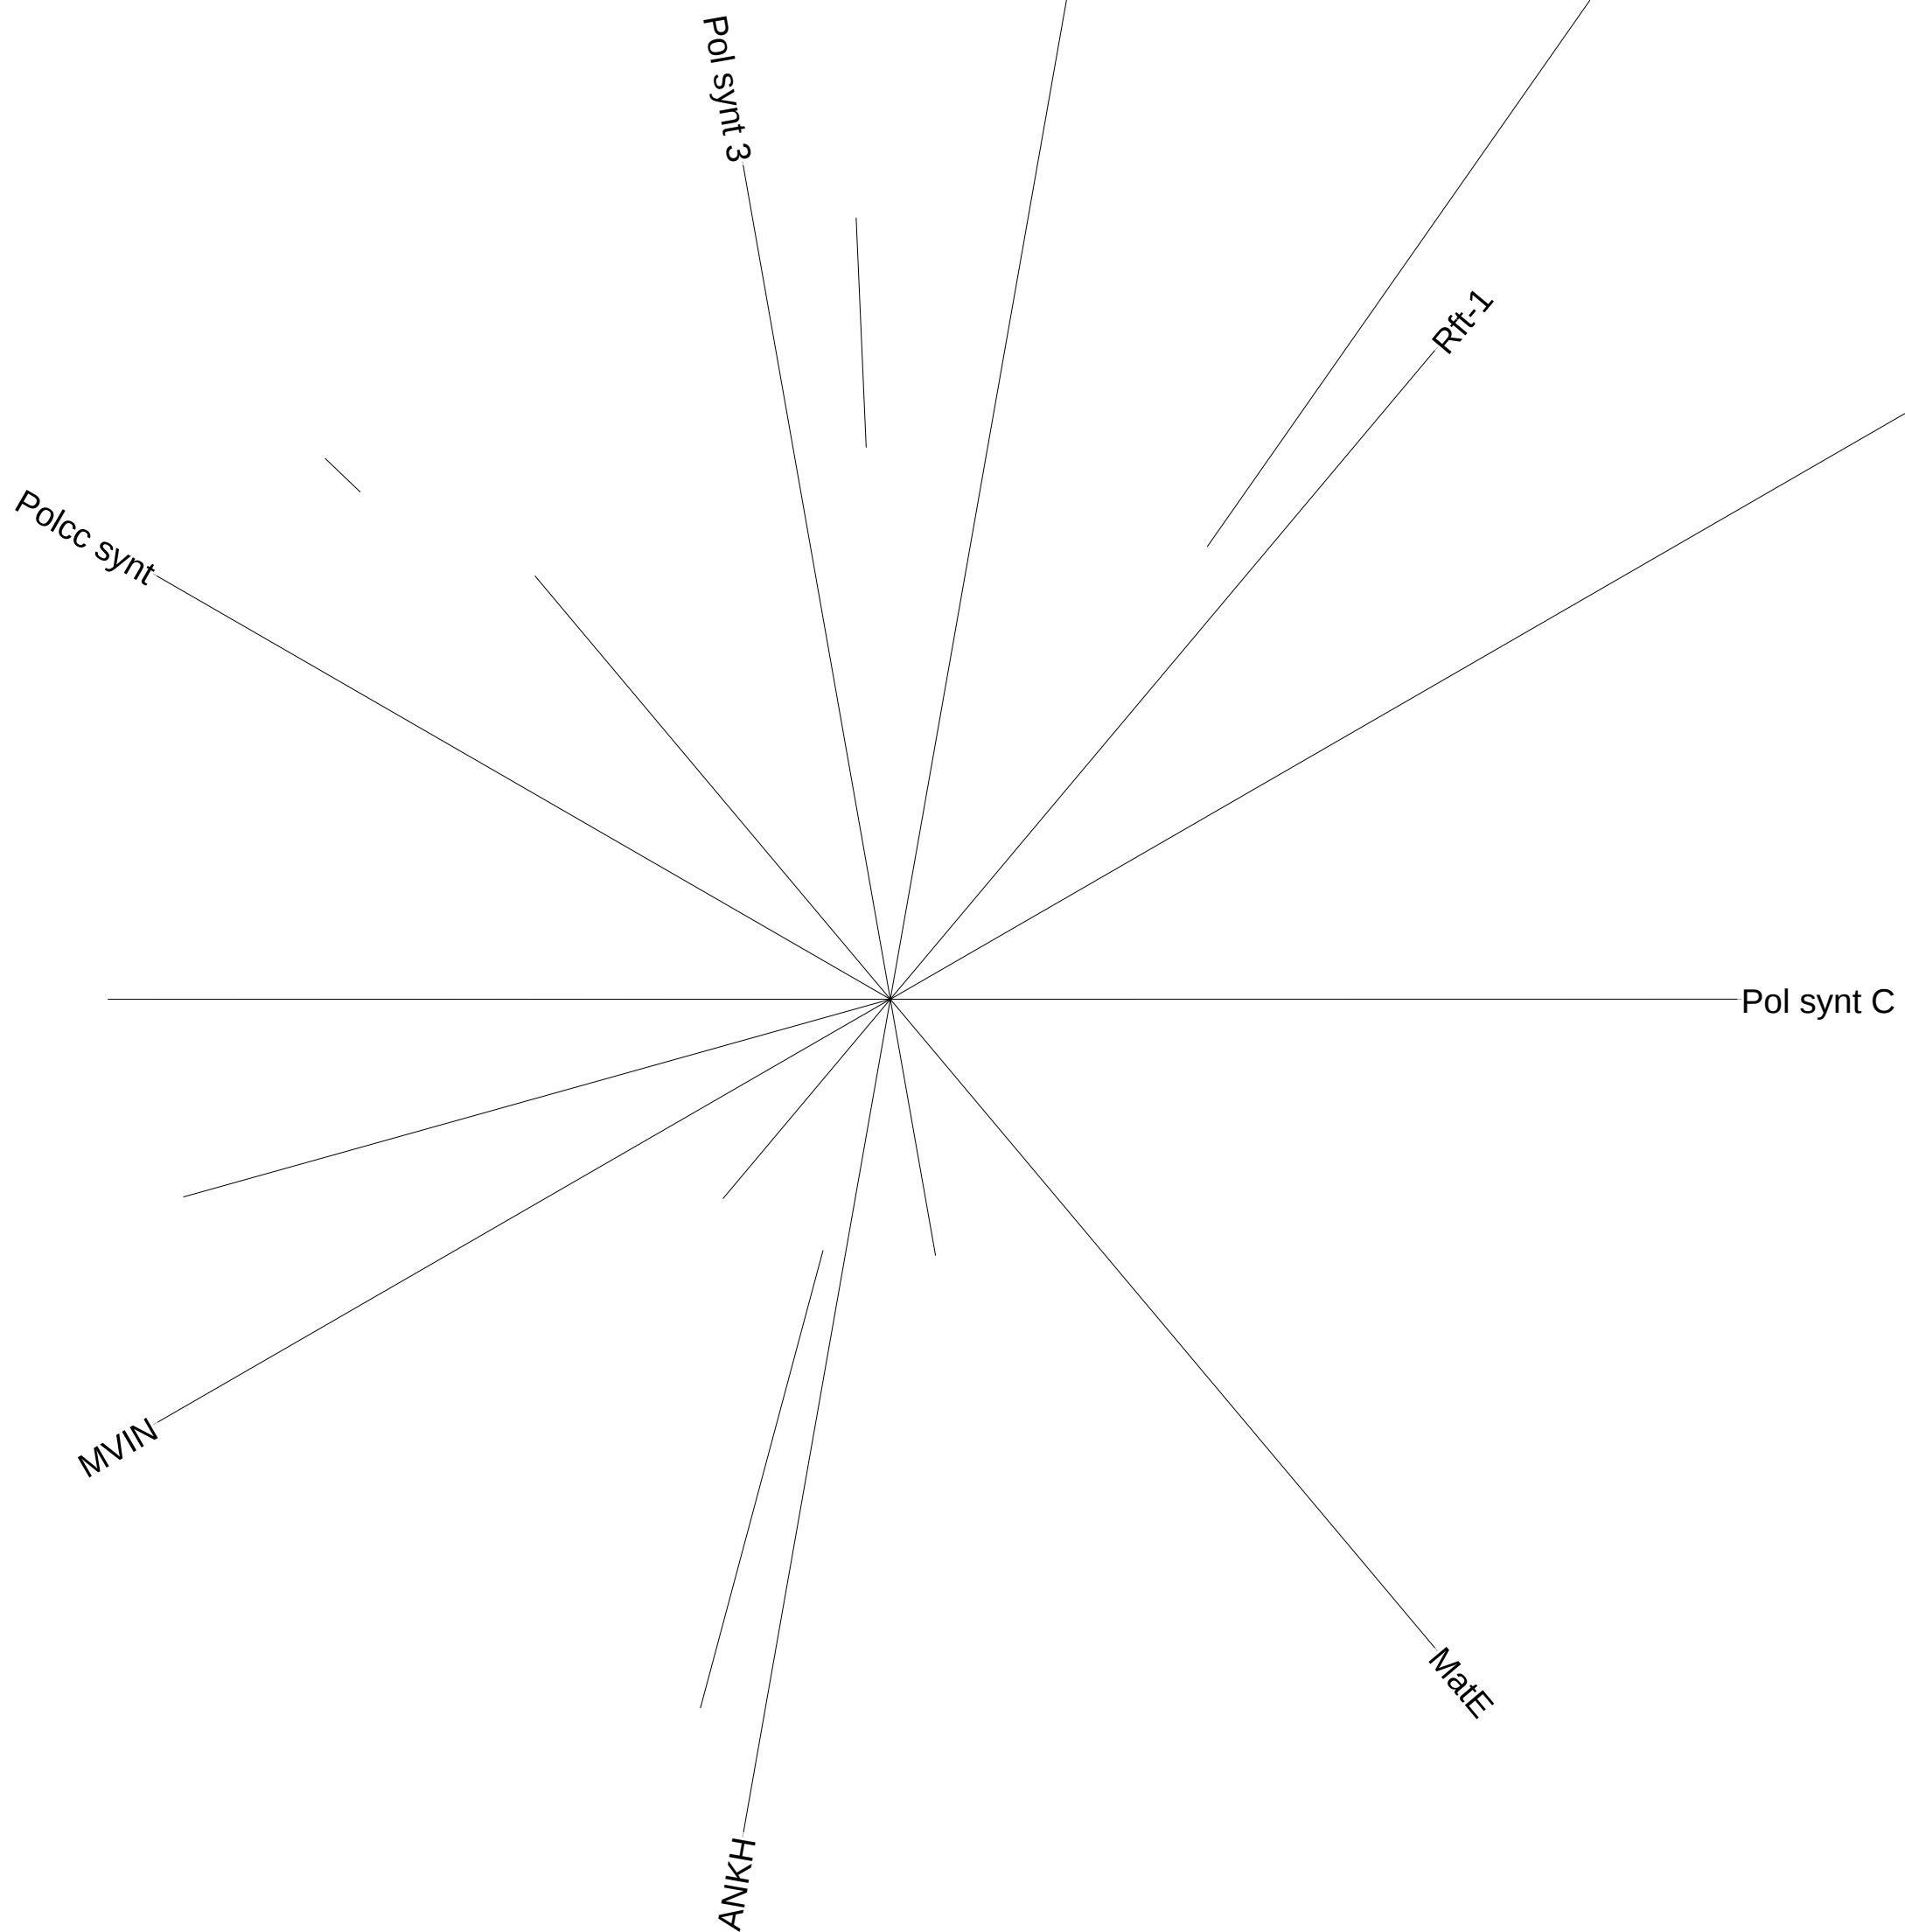 Pol synt 3
Rft-1
Polcc synt
Pol synt C
MVIN
MatE
ANKH